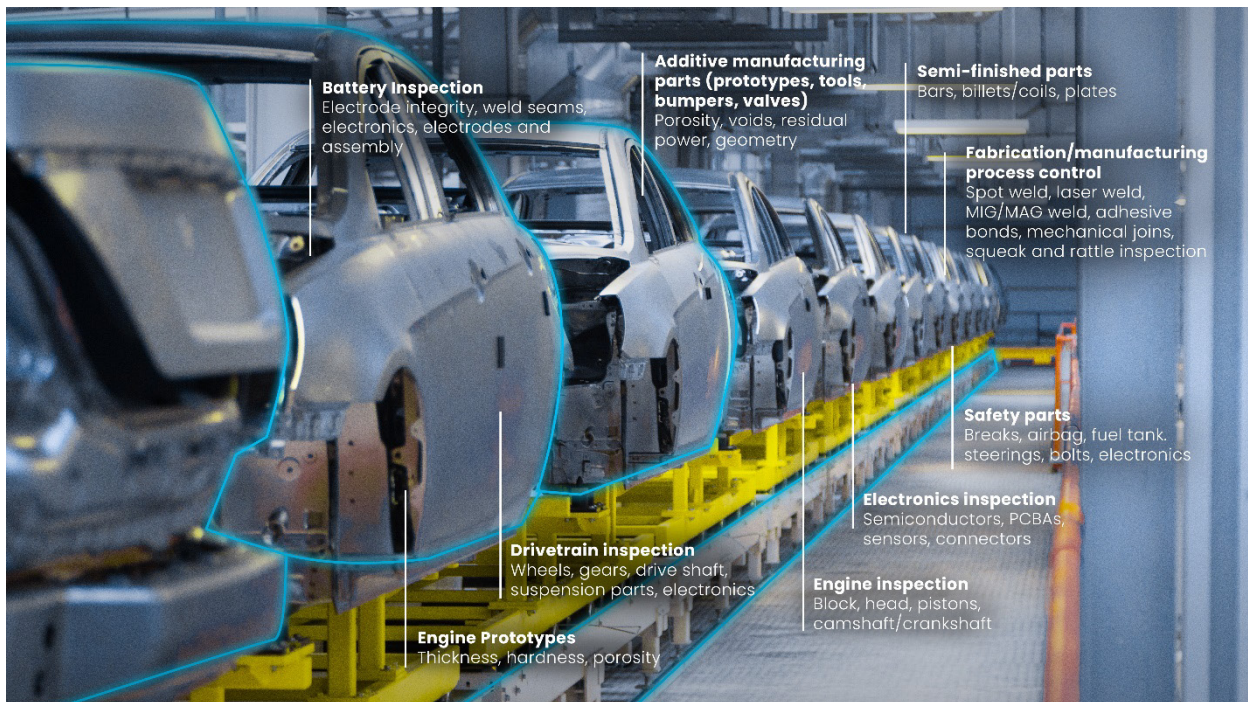 Battery Inspection
Electrode integrity, weld seams,
electronics, electrodes and
assembly
Additive manufacturing
parts (prototypes, tools,
bumpers, valves)
Porosity, voids, residual
power, geometry
Semi-finished parts
Bars, billets/coils, plates
Fabrication/manufacturing
process control
Spot weld, laser weld,
MIG/MAG weld, adhesive
bonds, mechanical joins,
squeak and rattle inspection
Safety parts
Breaks, airbag, fuel tank.
steerings, bolts, electronics
Electronics inspection
Semiconductors, PCBAs,
sensors, connectors
Drivetrain inspection
Wheels, gears, drive shaft,
suspension parts, electronics
Engine inspection
Block, head, pistons,
camshaft/crankshaft
Engine Prototypes
Thickness, hardness, porosity